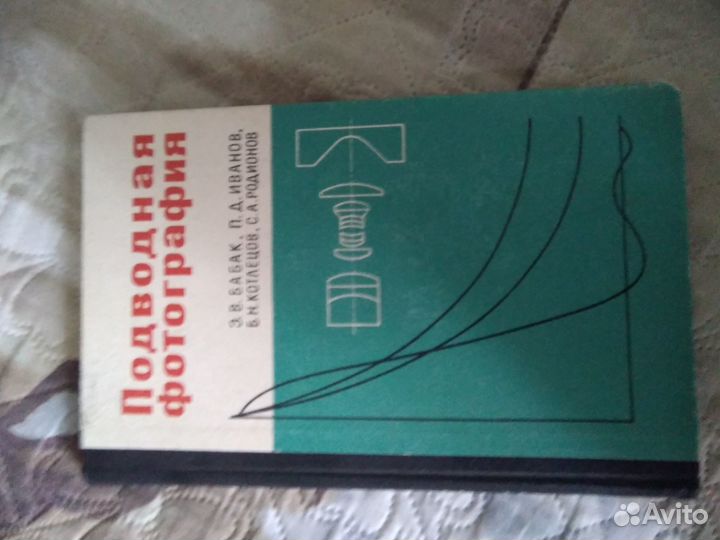 Подводная
фотография
Э.В.БАБАК, П.Д.ИВАНОВ,
Б.Н.КОТЛЕЦОВ, С.А.РОДИОНОВ
Avito